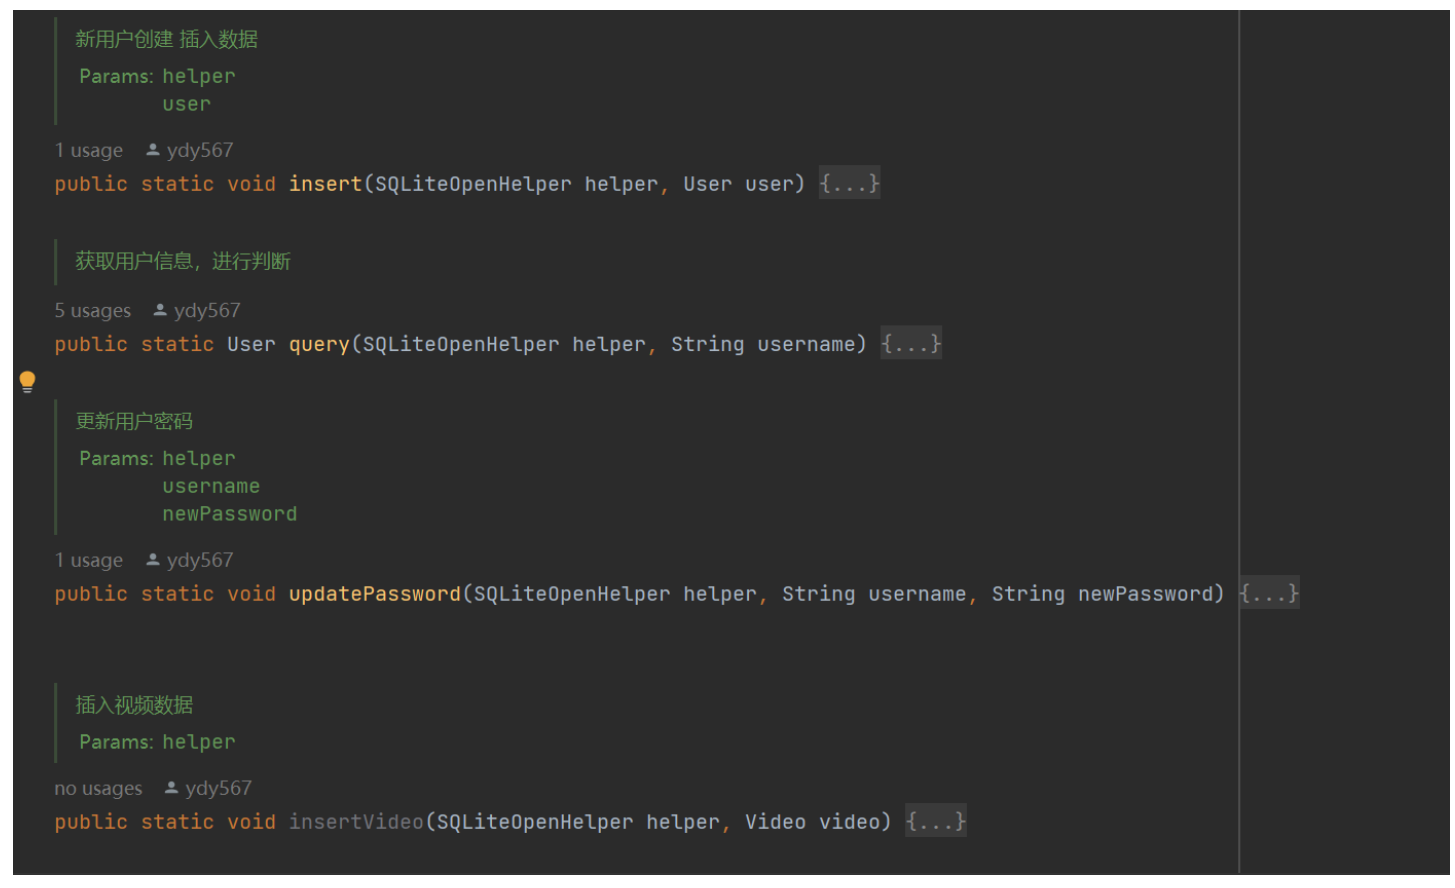 新用户创建 插入数据
Params: helper
user
1 usage ydy567
public static void insert(SQLiteOpenHelper helper, User user) {...}
获取用户信息，进行判断
5 usages ydy567
public static User query(SQLiteOpenHelper helper, String username) {...}
更新用户密码
Params: helper
username
newPassword
1 usage ydy567
public static void updatePassword(SQLiteOpenHelper helper, String username, String newPassword) {...}
插入视频数据
Params: helper
no usages ydy567
public static void insertVideo(SQLiteOpenHelper helper, Video video) {...}